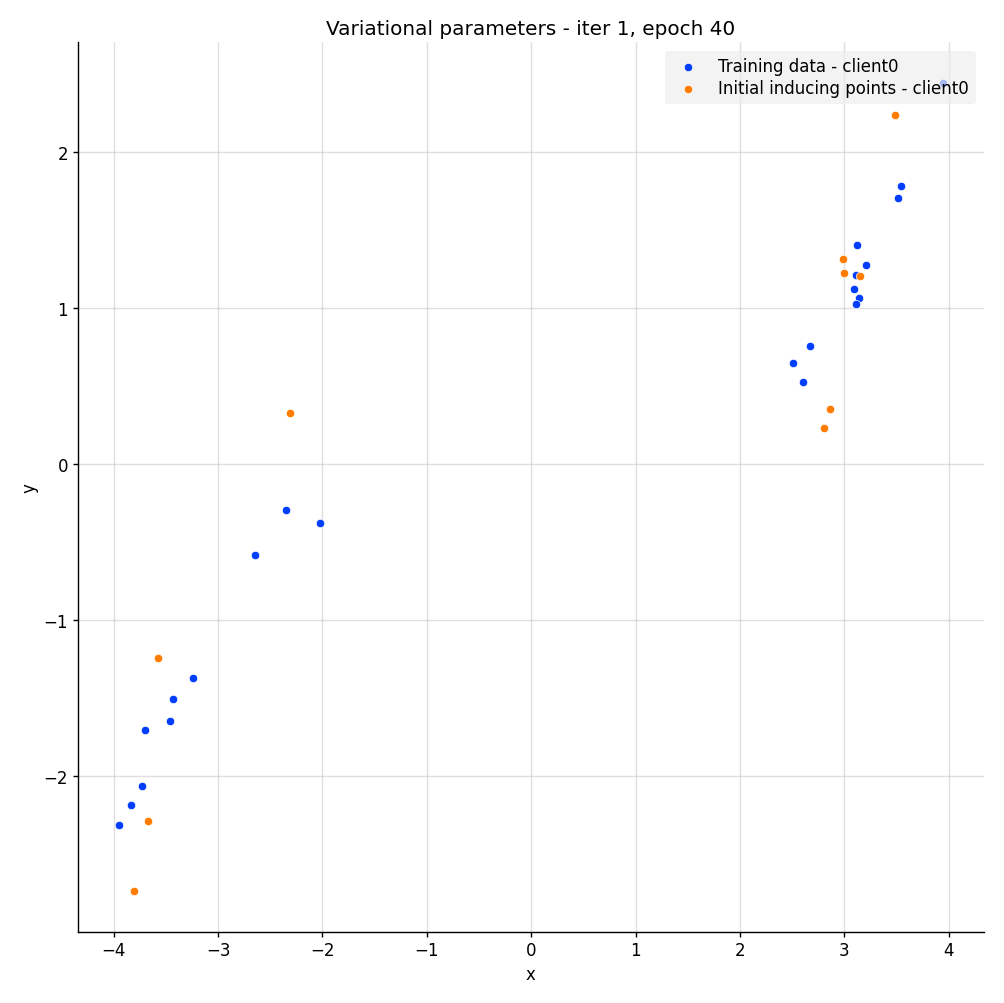 Variational parameters - iter 1, epoch 40
Training data - client0
Initial inducing points - client0
2
1
0
−1
−2
y
−4 −3 −2 −1 0 1 2 3 4
x